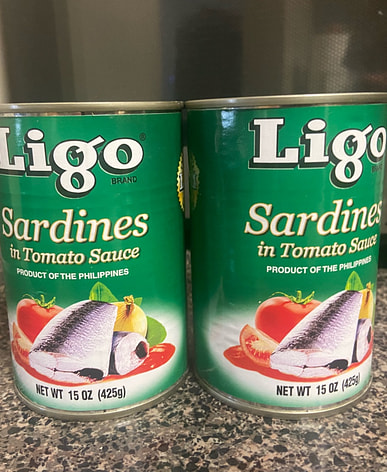 Ligo®
BRAND
Sardines
in Tomato Sauce
PRODUCT OF THE PHILIPPINES
NET WT 15 OZ (425g)
Ligo
Sardines
in Tomato Sauce
PRODUCT OF THE PHILIPPINES
NET WT 15 OZ (425g)